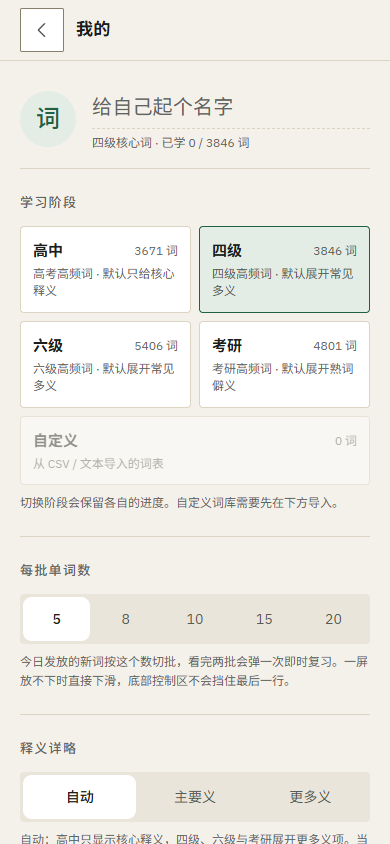 我的
词
给自己起个名字
四级核心词 · 已学 0 / 3846 词
学习阶段
高中 3671 词
高考高频词 · 默认只给核心
释义
四级 3846 词
四级高频词 · 默认展开常见
多义
六级 5406 词
六级高频词 · 默认展开常见
多义
考研 4801 词
考研高频词 · 默认展开熟词
僻义
自定义 0 词
从 CSV / 文本导入的词表
切换阶段会保留各自的进度。自定义词库需要先在下方导入。
每批单词数
5 8 10 15 20
今日发放的新词按这个数切批，看完两批会弹一次即时复习。一屏
放不下时直接下滑，底部控制区不会挡住最后一行。
释义详略
自动 主要义 更多义
自动：高中只显示核心释义，四级、六级与考研展开更多义项。当